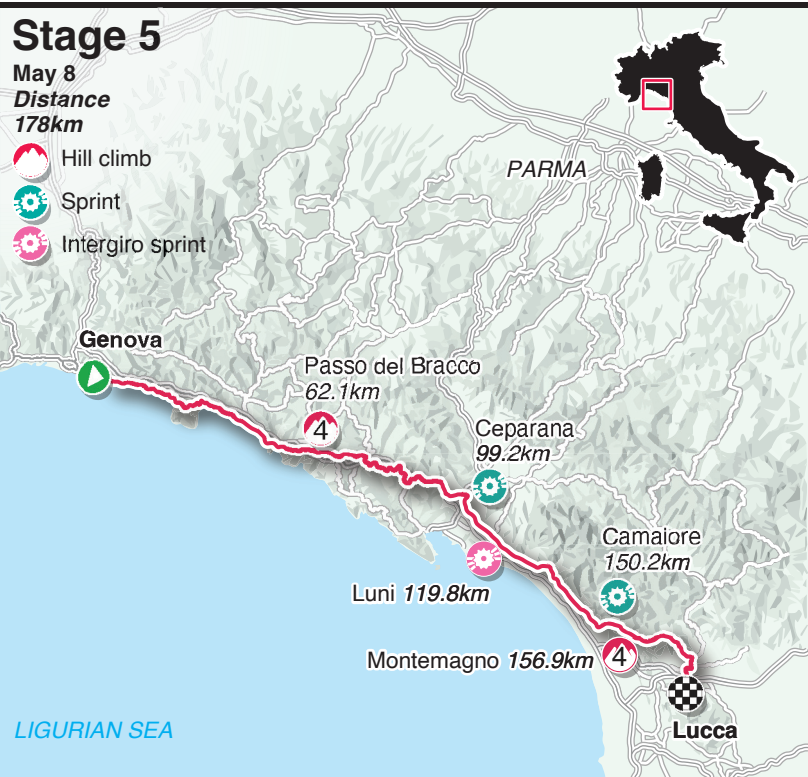 Stage 5
May 8
Distance
178km
Hill climb
Sprint
Intergiro sprint
PARMA
Genova
Passo del Bracco
62.1km
4
Ceparana
99.2km
Camaiore
150.2km
Luni 119.8km
Montemagno 156.9km
4
LIGURIAN SEA
Lucca